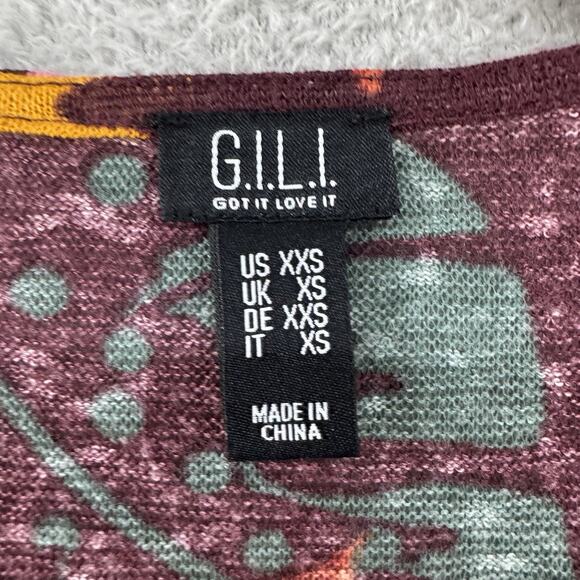 G.I.L.I.
GOT IT LOVE IT
US XXS
UK XS
DE XXS
IT XS
MADE IN
CHINA